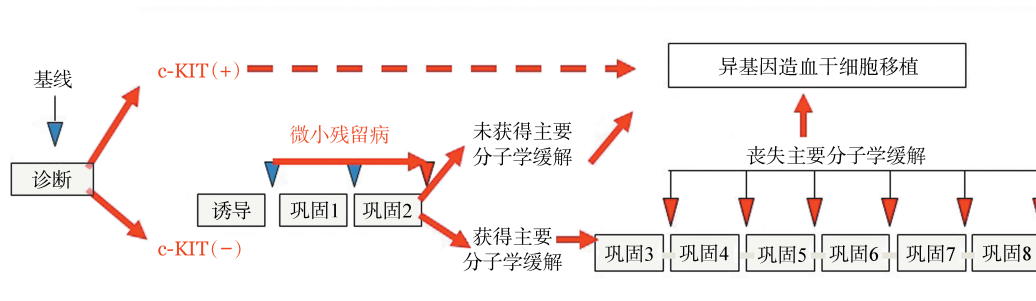 基线
诊断
c-KIT(+)
c-KIT(−)
微小残留病
诱导
巩固1
巩固2
未获得主要
分子学缓解
获得主要
分子学缓解
异基因造血干细胞移植
丧失主要分子学缓解
巩固3
巩固4
巩固5
巩固6
巩固7
巩固8